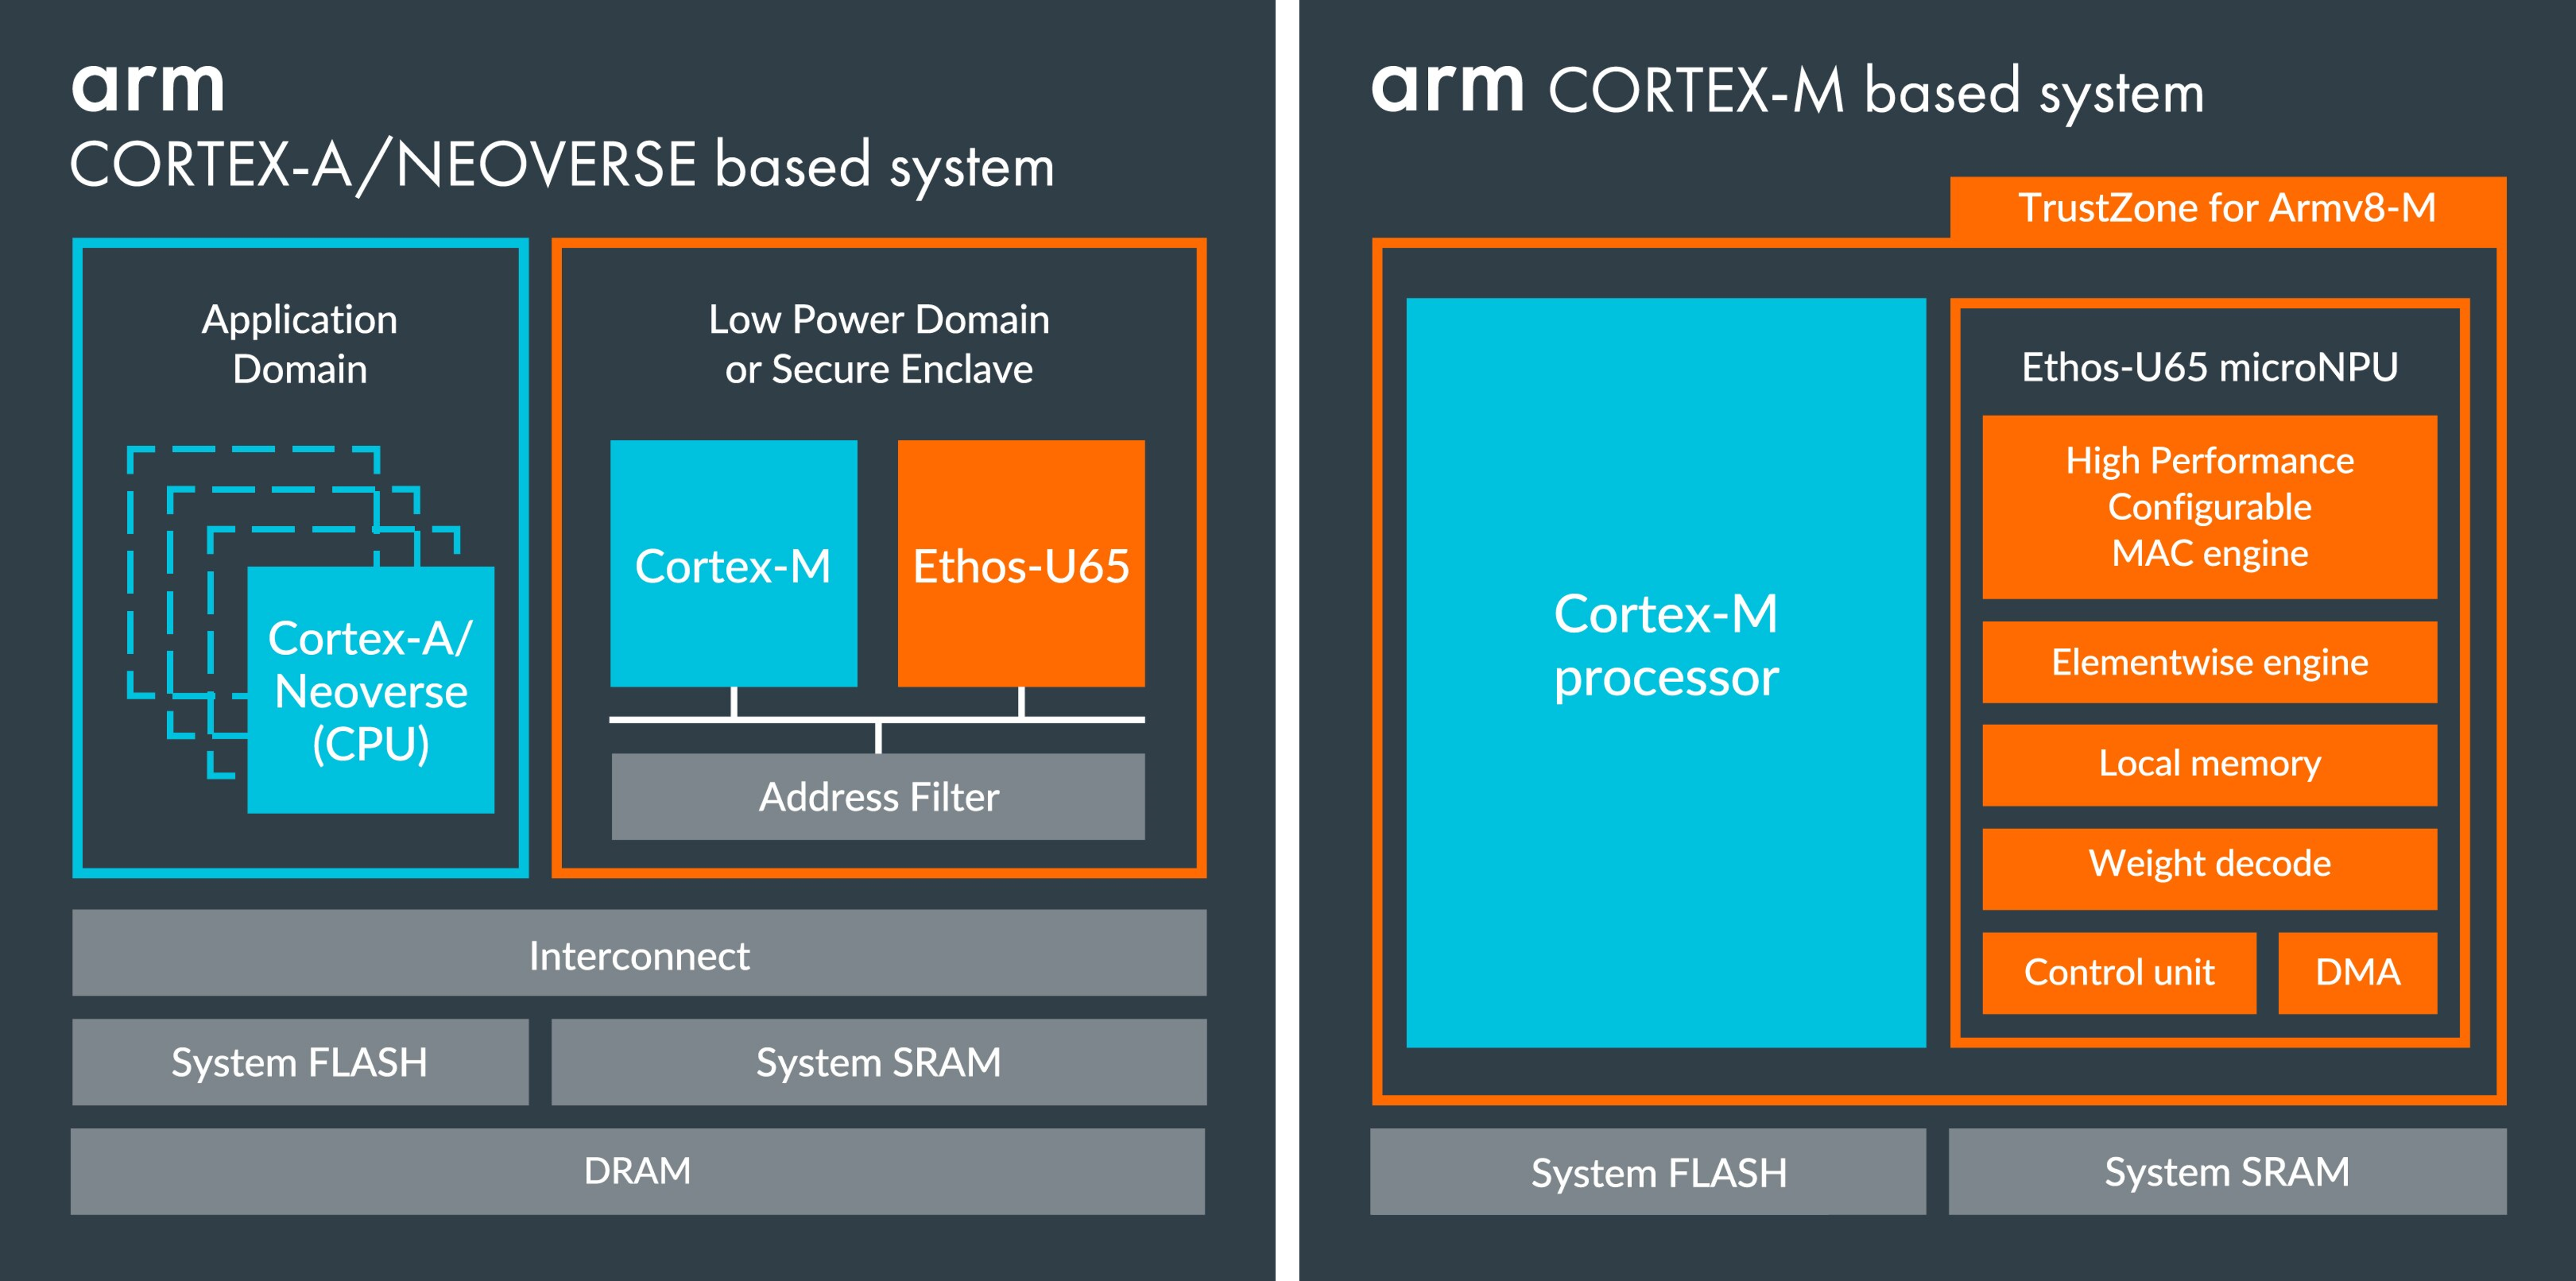 arm
CORTEX-A/NEOVERSE based system
Application
Domain
Cortex-A/
Neoverse
(CPU)
Low Power Domain
or Secure Enclave
Cortex-M
Ethos-U65
Address Filter
Interconnect
System FLASH
System SRAM
DRAM
arm CORTEX-M based system
TrustZone for Armv8-M
Cortex-M
processor
Ethos-U65 microNPU
High Performance
Configurable
MAC engine
Elementwise engine
Local memory
Weight decode
Control unit
DMA
System FLASH
System SRAM